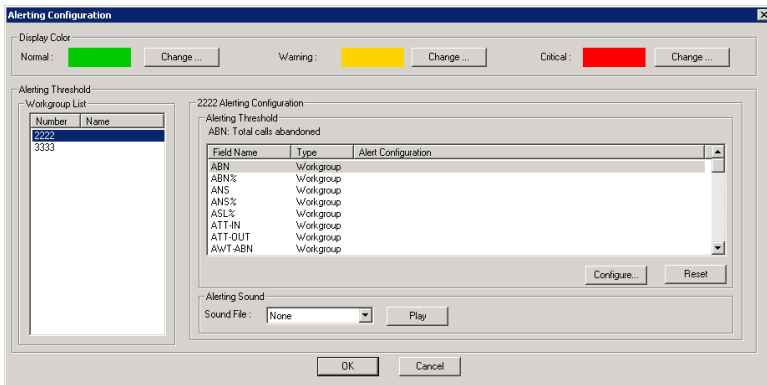 Alerting Configuration
Display Color
Normal : Change ... Warning : Change ... Critical : Change ...
Alerting Threshold
Workgroup List
Number Name
2222
3333
2222 Alerting Configuration
Alerting Threshold
ABN: Total calls abandoned
Field Name Type Alert Configuration
ABN Workgroup
ABN% Workgroup
ANS Workgroup
ANS% Workgroup
ASL% Workgroup
ATT-IN Workgroup
ATT-OUT Workgroup
AWT-ABN Workgroup
Configure... Reset
Alerting Sound
Sound File : None Play
OK Cancel